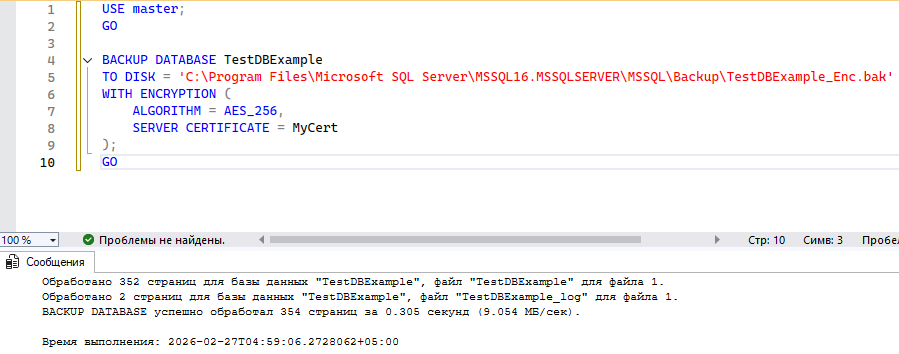 1 USE master;
2 GO
3
4 BACKUP DATABASE TestDBExample
5 TO DISK = 'C:\Program Files\Microsoft SQL Server\MSSQL16.MSSQLSERVER\MSSQL\Backup\TestDBExample_Enc.bak'
6 WITH ENCRYPTION (
7 ALGORITHM = AES_256,
8 SERVER CERTIFICATE = MyCert
9 );
10 GO
100 % Проблемы не найдены. Стр: 10 Симв: 3 Пробел
Сообщения
Обработано 352 страниц для базы данных "TestDBExample", файл "TestDBExample" для файла 1.
Обработано 2 страниц для базы данных "TestDBExample", файл "TestDBExample_log" для файла 1.
BACKUP DATABASE успешно обработал 354 страниц за 0.305 секунд (9.054 МБ/сек).
Время выполнения: 2026-02-27T04:59:06.2728062+05:00